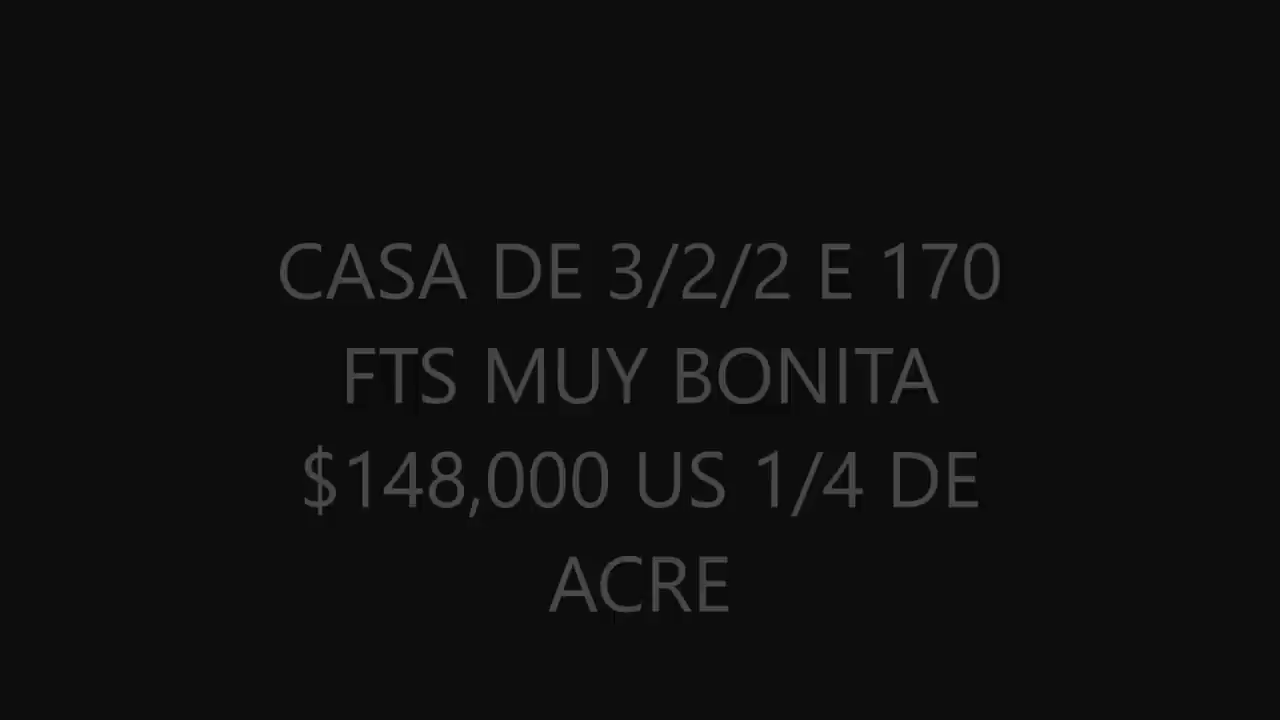 CASA DE 3/2/2 E 170
FTS MUY BONITA
$148,000 US 1/4 DE
ACRE